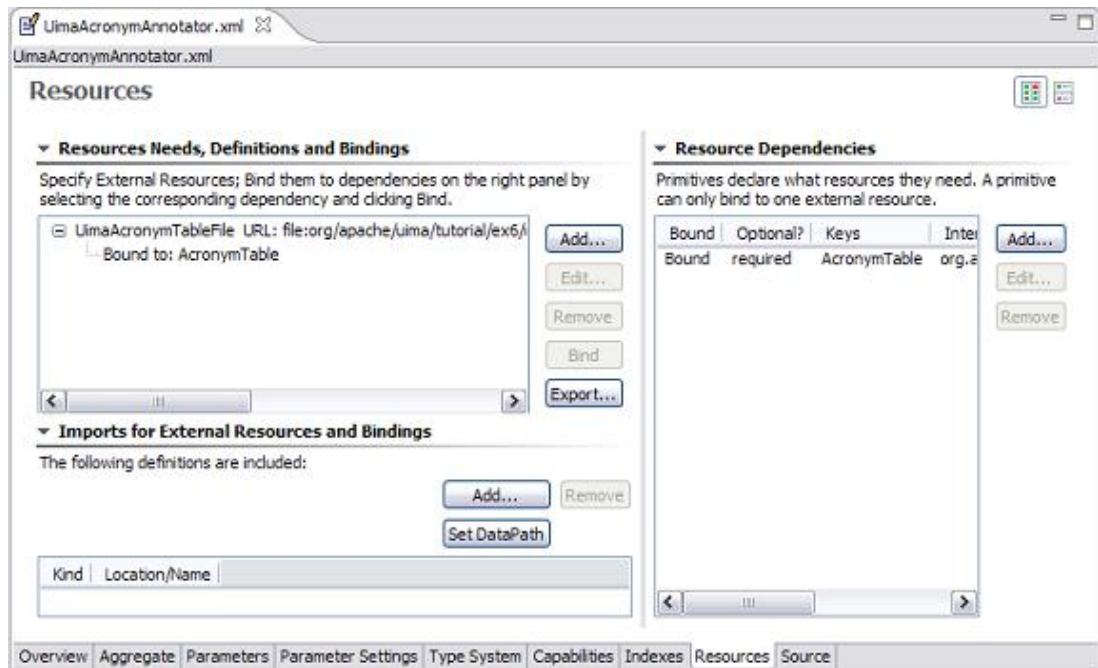 UimaAcronymAnnotator.xml
UimaAcronymAnnotator.xml
Resources
Resources Needs, Definitions and Bindings
Specify External Resources; Bind them to dependencies on the right panel by
selecting the corresponding dependency and clicking Bind.
UimaAcronymTableFile URL: file:org/apache/uima/tutorial/ex6/
Bound to: AcronymTable
Add...
Edit...
Remove
Bind
Export...
Imports for External Resources and Bindings
The following definitions are included:
Add... Remove
Set DataPath
Kind Location/Name
Resource Dependencies
Primitives declare what resources they need. A primitive
can only bind to one external resource.
Bound Optional? Keys Inter
Bound required AcronymTable org.a
Add...
Edit...
Remove
Overview Aggregate Parameters Parameter Settings Type System Capabilities Indexes Resources Source